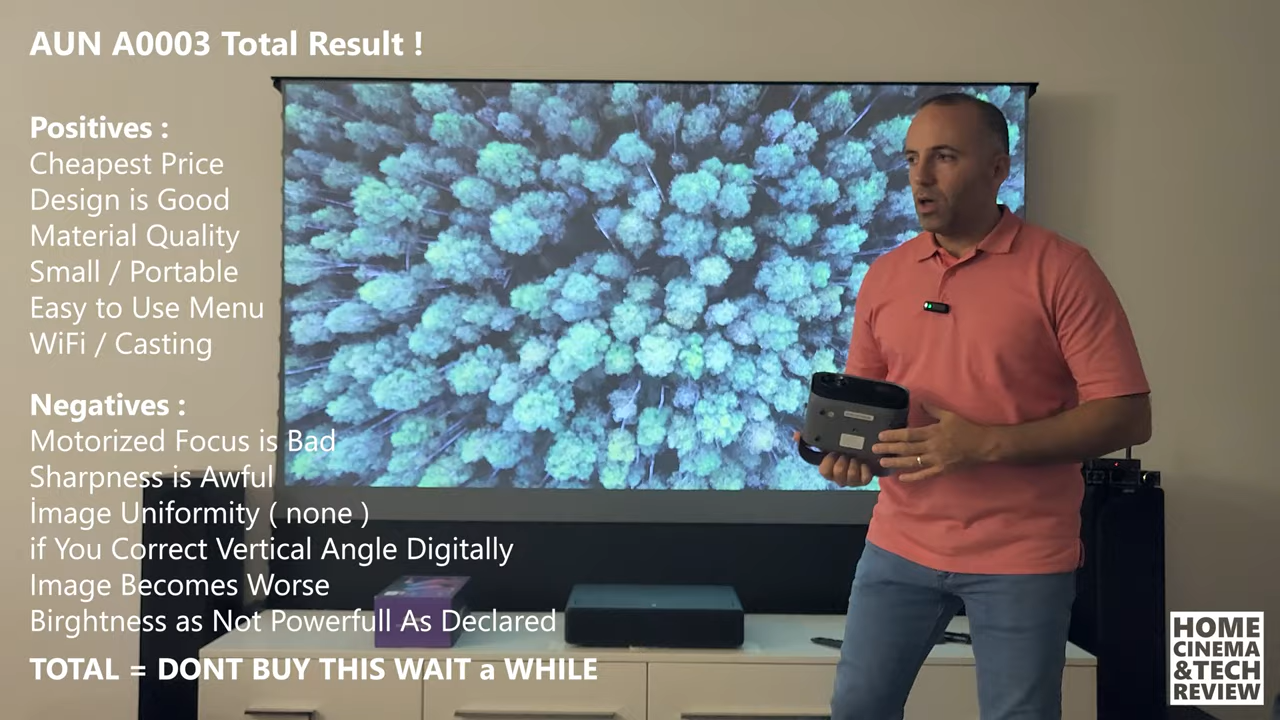 AUN A0003 Total Result !
Positives :
Cheapest Price
Design is Good
Material Quality
Small / Portable
Easy to Use Menu
WiFi / Casting
Negatives :
Motorized Focus is Bad
Sharpness is Awful
İmage Uniformity ( none )
if You Correct Vertical Angle Digitally
Image Becomes Worse
Birghtness as Not Powerfull As Declared
TOTAL = DONT BUY THIS WAIT a WHILE
HOME
CINEMA
&TECH
REVIEW